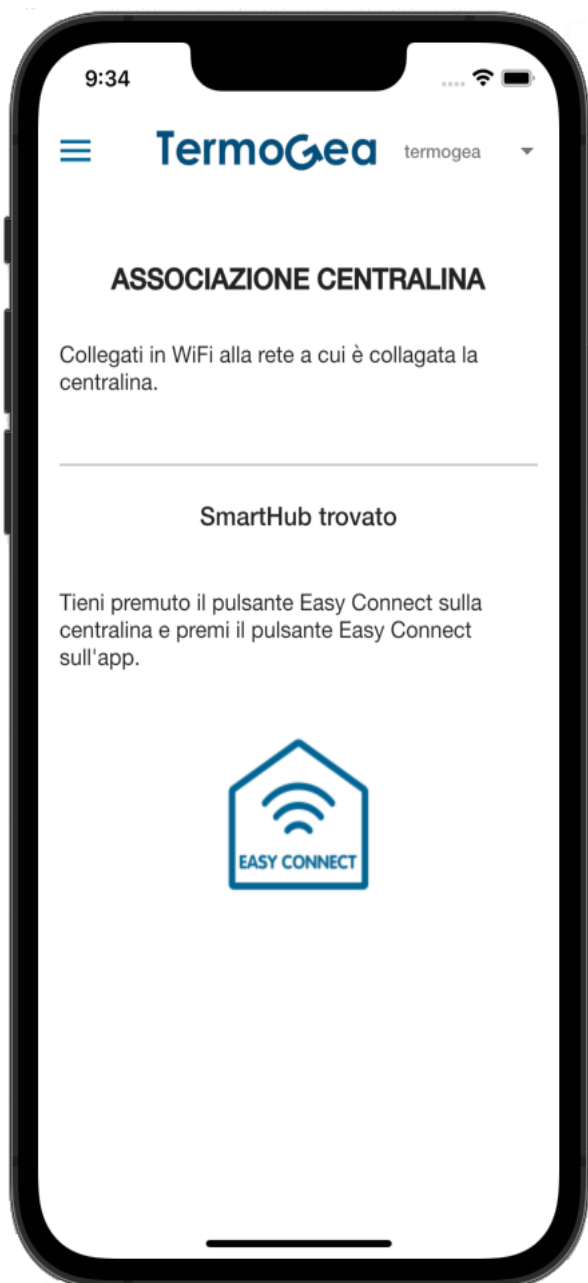 9:34
TermoGea termogea
ASSOCIAZIONE CENTRALINA
Collegati in WiFi alla rete a cui è collagata la
centralina.
SmartHub trovato
Tieni premuto il pulsante Easy Connect sulla
centralina e premi il pulsante Easy Connect
sull'app.
EASY CONNECT